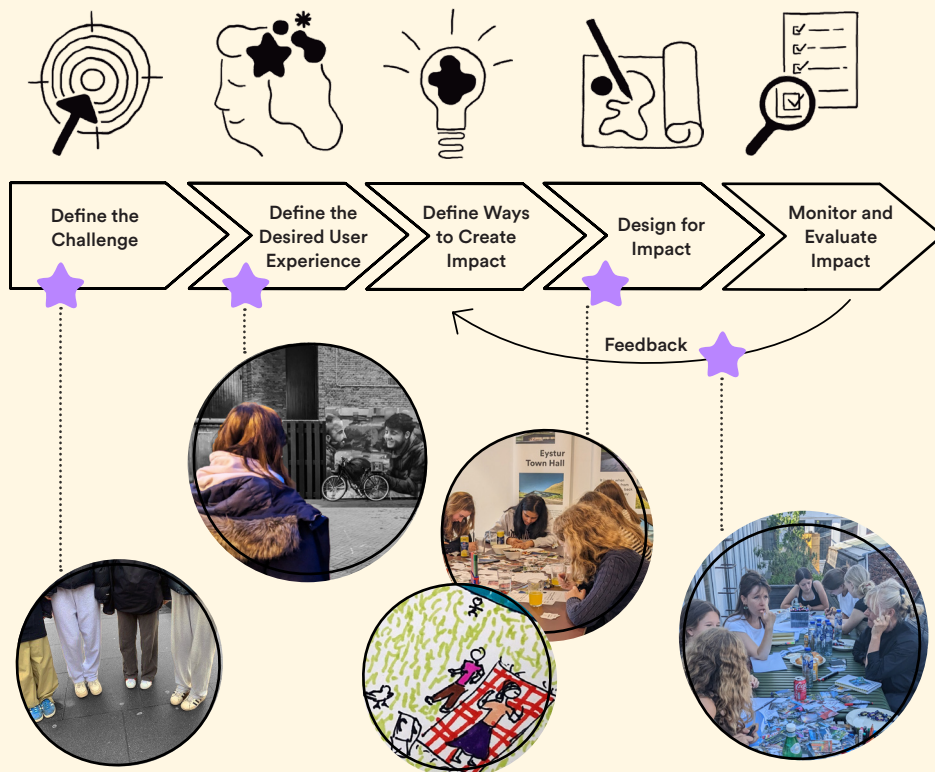 Define the
Challenge
Define the
Desired User
Experience
Define Ways
to Create
Impact
Design for
Impact
Monitor and
Evaluate
Impact
Feedback
Eystur
Town Hall